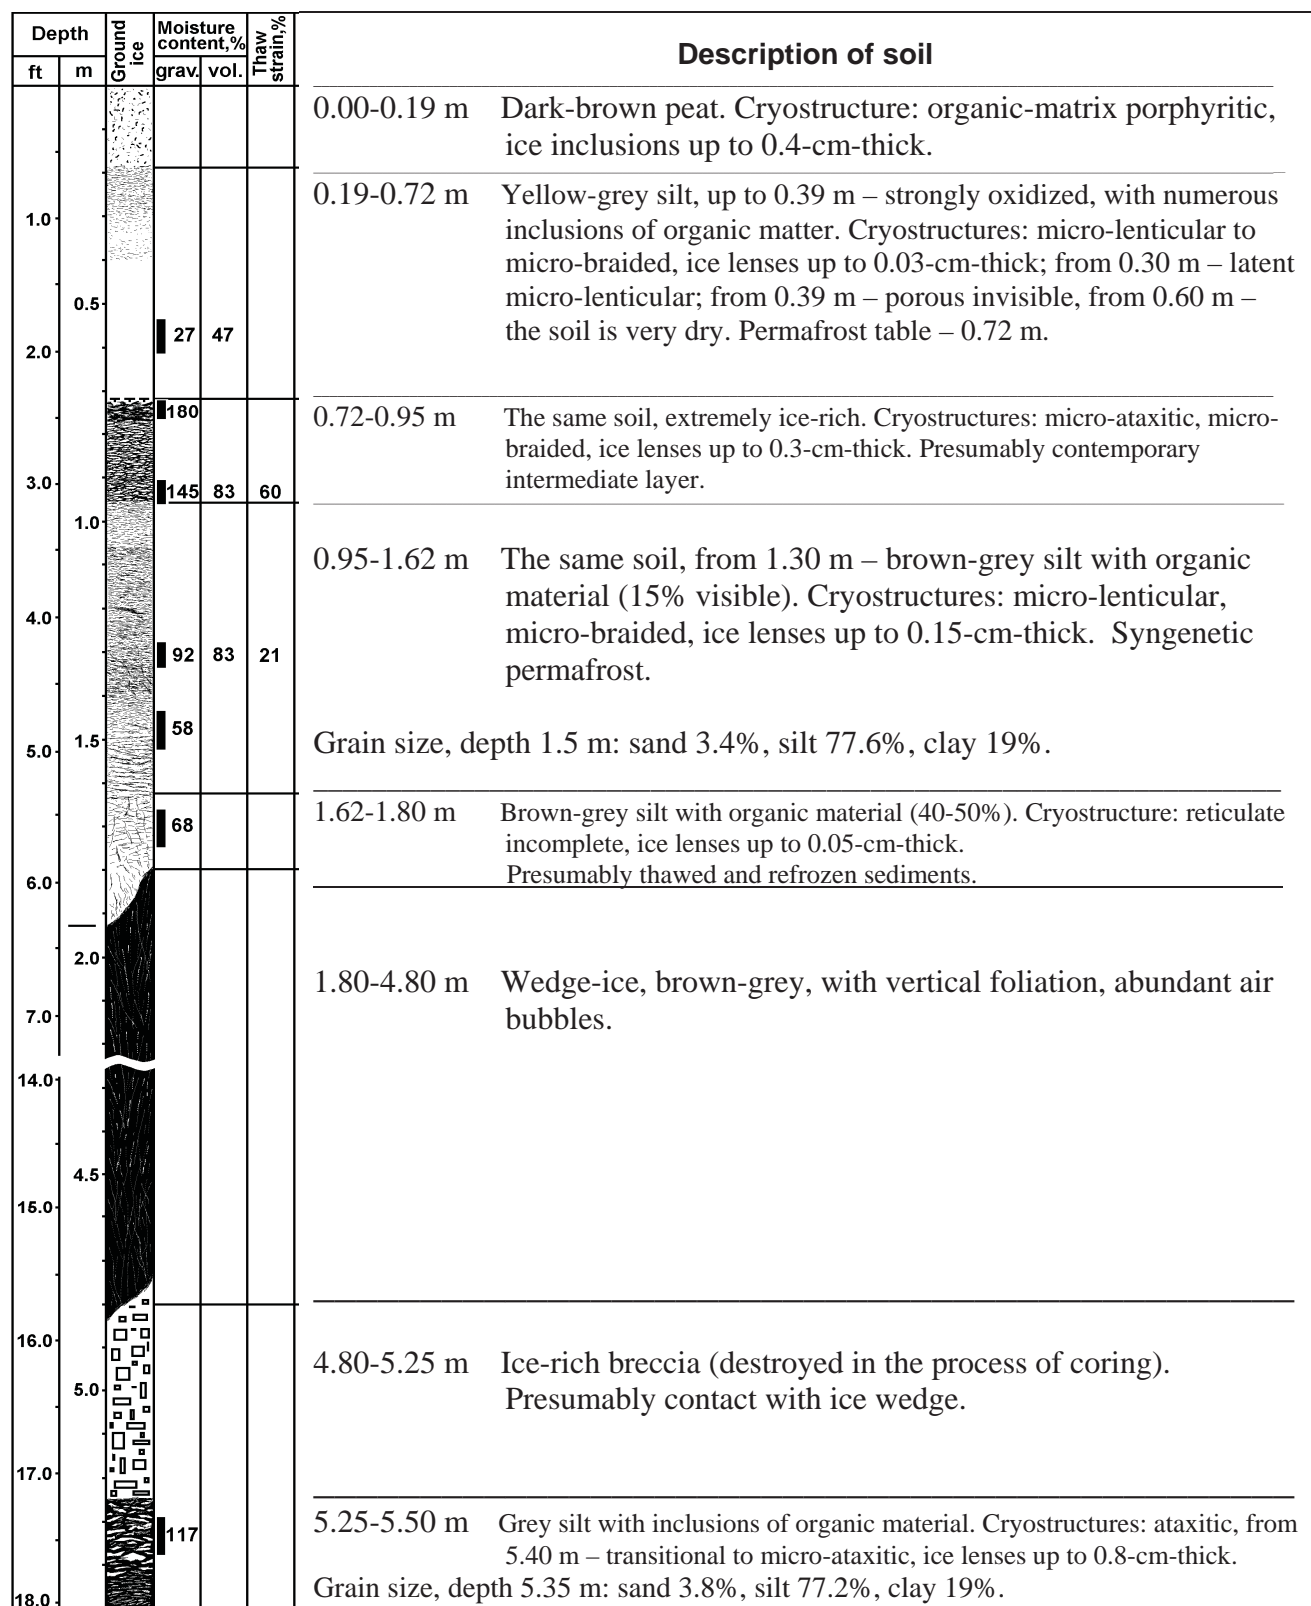 Depth
Ground ice
Moisture content,%
Thaw strain,%
Description of soil
ft m grav. vol.
0.00-0.19 m Dark-brown peat. Cryostructure: organic-matrix porphyritic,
ice inclusions up to 0.4-cm-thick.
0.19-0.72 m Yellow-grey silt, up to 0.39 m – strongly oxidized, with numerous
1.0
inclusions of organic matter. Cryostructures: micro-lenticular to
micro-braided, ice lenses up to 0.03-cm-thick; from 0.30 m – latent
0.5
micro-lenticular; from 0.39 m – porous invisible, from 0.60 m –
27 47
the soil is very dry. Permafrost table – 0.72 m.
2.0
180
0.72-0.95 m The same soil, extremely ice-rich. Cryostructures: micro-ataxitic, micro-
braided, ice lenses up to 0.3-cm-thick. Presumably contemporary
intermediate layer.
3.0
145 83 60
1.0
0.95-1.62 m The same soil, from 1.30 m – brown-grey silt with organic
material (15% visible). Cryostructures: micro-lenticular,
4.0
micro-braided, ice lenses up to 0.15-cm-thick. Syngenetic
92 83 21
permafrost.
58
1.5
5.0
Grain size, depth 1.5 m: sand 3.4%, silt 77.6%, clay 19%.
1.62-1.80 m Brown-grey silt with organic material (40-50%). Cryostructure: reticulate
68
incomplete, ice lenses up to 0.05-cm-thick.
Presumably thawed and refrozen sediments.
6.0
2.0
1.80-4.80 m Wedge-ice, brown-grey, with vertical foliation, abundant air
bubbles.
7.0
14.0
4.5
15.0
16.0
4.80-5.25 m Ice-rich breccia (destroyed in the process of coring).
5.0
Presumably contact with ice wedge.
17.0
5.25-5.50 m Grey silt with inclusions of organic material. Cryostructures: ataxitic, from
117
5.40 m – transitional to micro-ataxitic, ice lenses up to 0.8-cm-thick.
Grain size, depth 5.35 m: sand 3.8%, silt 77.2%, clay 19%.
18.0